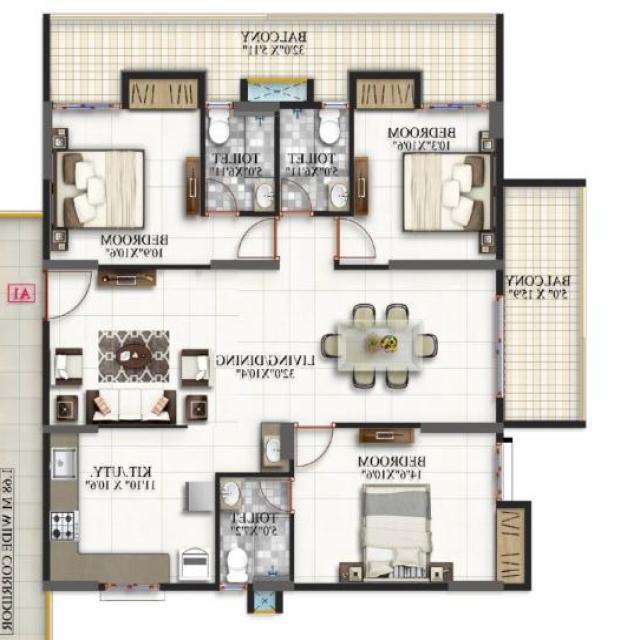 BALCONY
32'0" X 5'11"
TOILET
5'0"X6'11"
TOILET
5'0"X6'11"
BEDROOM
10'3"X10'6"
BEDROOM
10'9"X10'6"
BALCONY
5'0" X 15'9"
A1
LIVING/DINING
32'0"X10'4"
KIT./UTY.
11'10" X 10'6"
BEDROOM
14'6"X10'6"
TOILET
5'0"X7'2"
1.68 M WIDE CORRIDOR